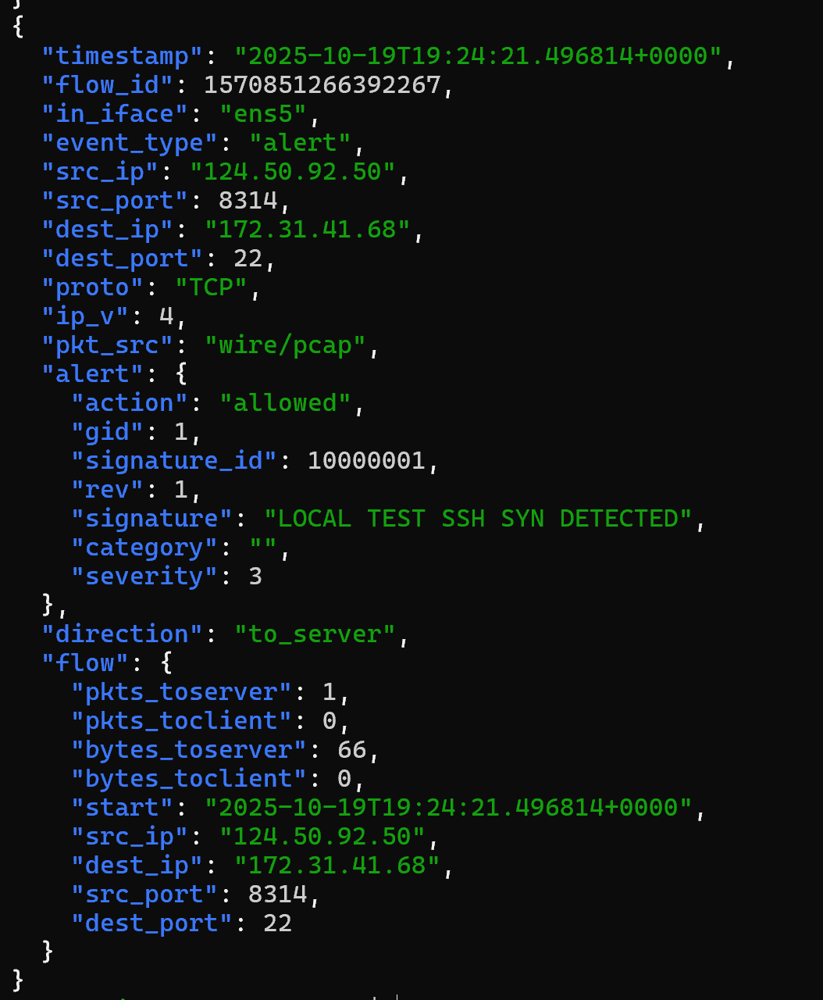 }
{
  "timestamp": "2025-10-19T19:24:21.496814+0000",
  "flow_id": 1570851266392267,
  "in_iface": "ens5",
  "event_type": "alert",
  "src_ip": "124.50.92.50",
  "src_port": 8314,
  "dest_ip": "172.31.41.68",
  "dest_port": 22,
  "proto": "TCP",
  "ip_v": 4,
  "pkt_src": "wire/pcap",
  "alert": {
    "action": "allowed",
    "gid": 1,
    "signature_id": 10000001,
    "rev": 1,
    "signature": "LOCAL TEST SSH SYN DETECTED",
    "category": "",
    "severity": 3
  },
  "direction": "to_server",
  "flow": {
    "pkts_toserver": 1,
    "pkts_toclient": 0,
    "bytes_toserver": 66,
    "bytes_toclient": 0,
    "start": "2025-10-19T19:24:21.496814+0000",
    "src_ip": "124.50.92.50",
    "dest_ip": "172.31.41.68",
    "src_port": 8314,
    "dest_port": 22
  }
}